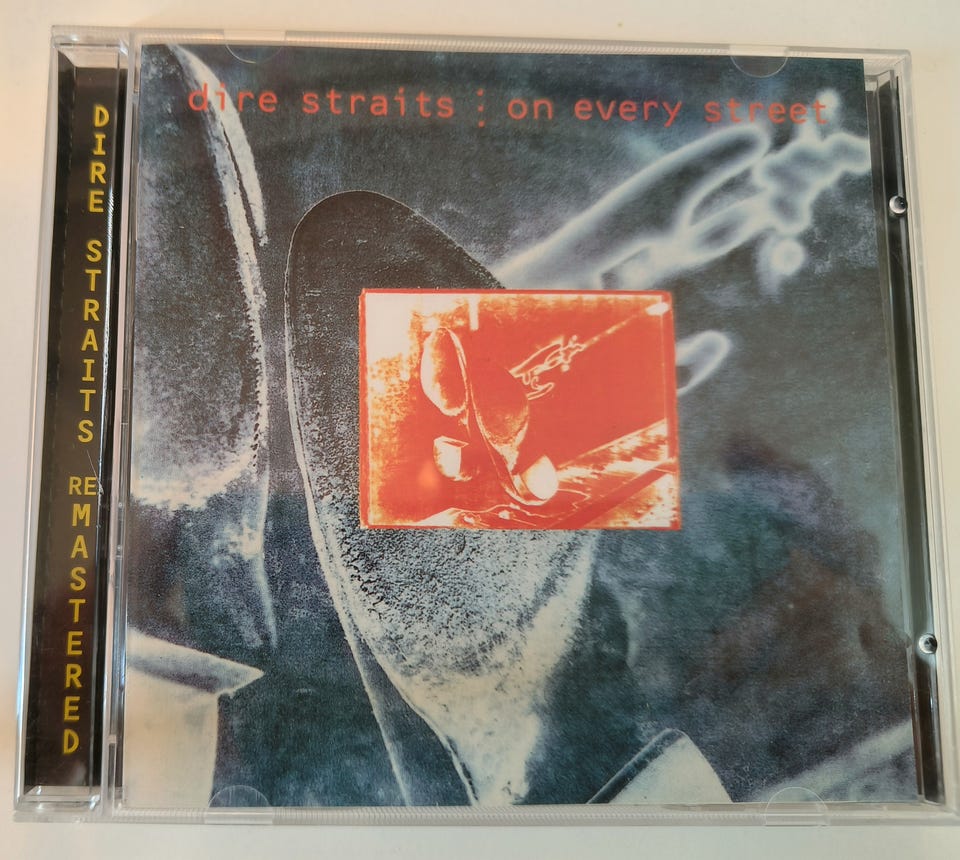 dire straits : on every street
DIRE STRAITS REMASTERED